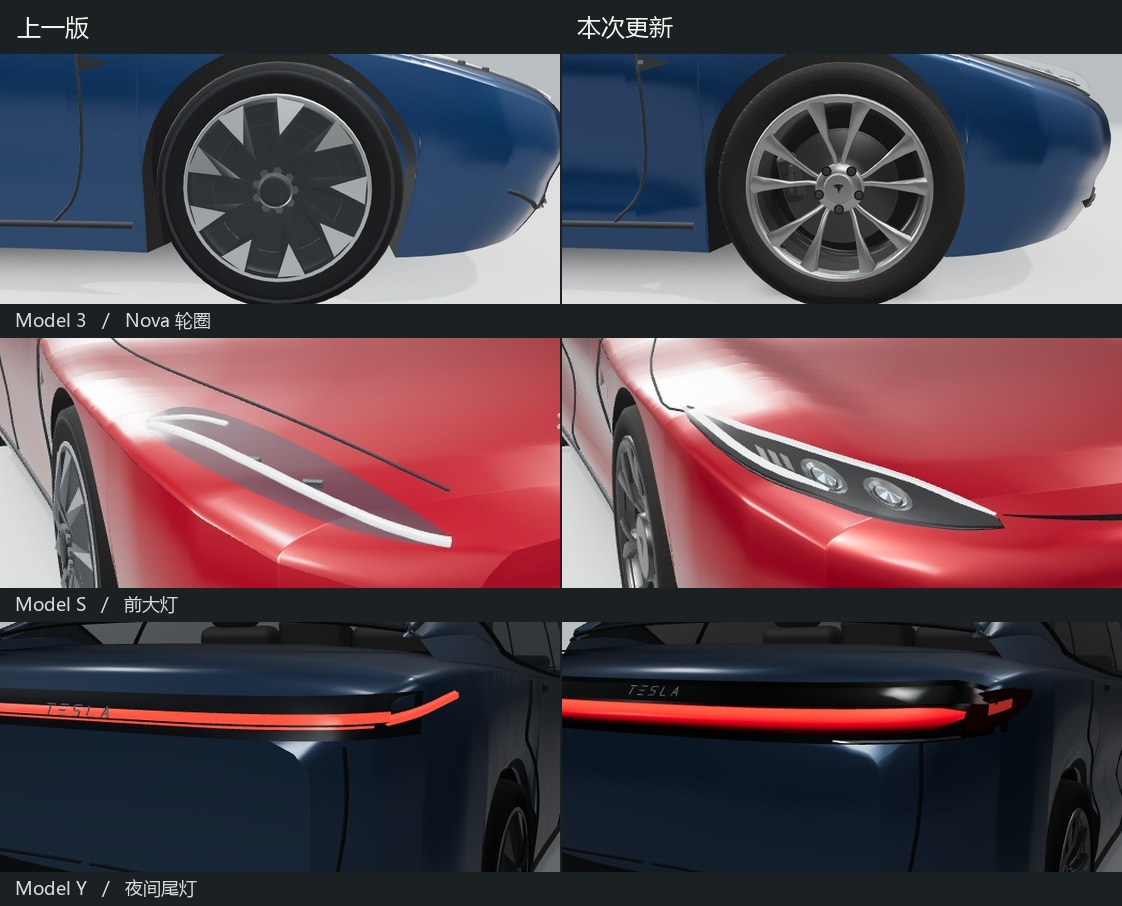 上一版
本次更新
Model 3 / Nova 轮圈
Model S / 前大灯
TESLA
TESLA
Model Y / 夜间尾灯